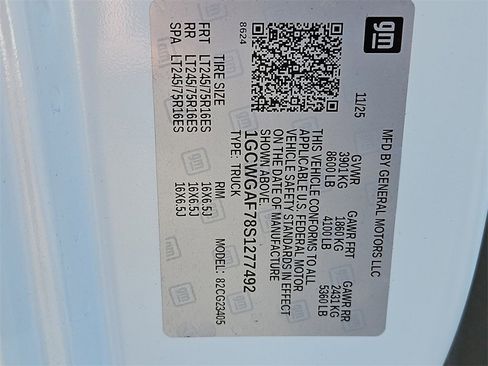 gm
MFD BY GENERAL MOTORS LLC
11/25
GVWR GAWR FRT GAWR RR
3901 KG 1860 KG 2431 KG
8600 LB 4100 LB 5360 LB
THIS VEHICLE CONFORMS TO ALL
APPLICABLE U.S. FEDERAL MOTOR
VEHICLE SAFETY STANDARDS IN EFFECT
ON THE DATE OF MANUFACTURE
SHOWN ABOVE.
1GCWGAF78S1277492
TYPE: TRUCK MODEL: 82CG23405
8624
TIRE SIZE RIM
FRT LT245/75R16ES 16X6.5J
RR LT245/75R16ES 16X6.5J
SPA LT245/75R16ES 16X6.5J